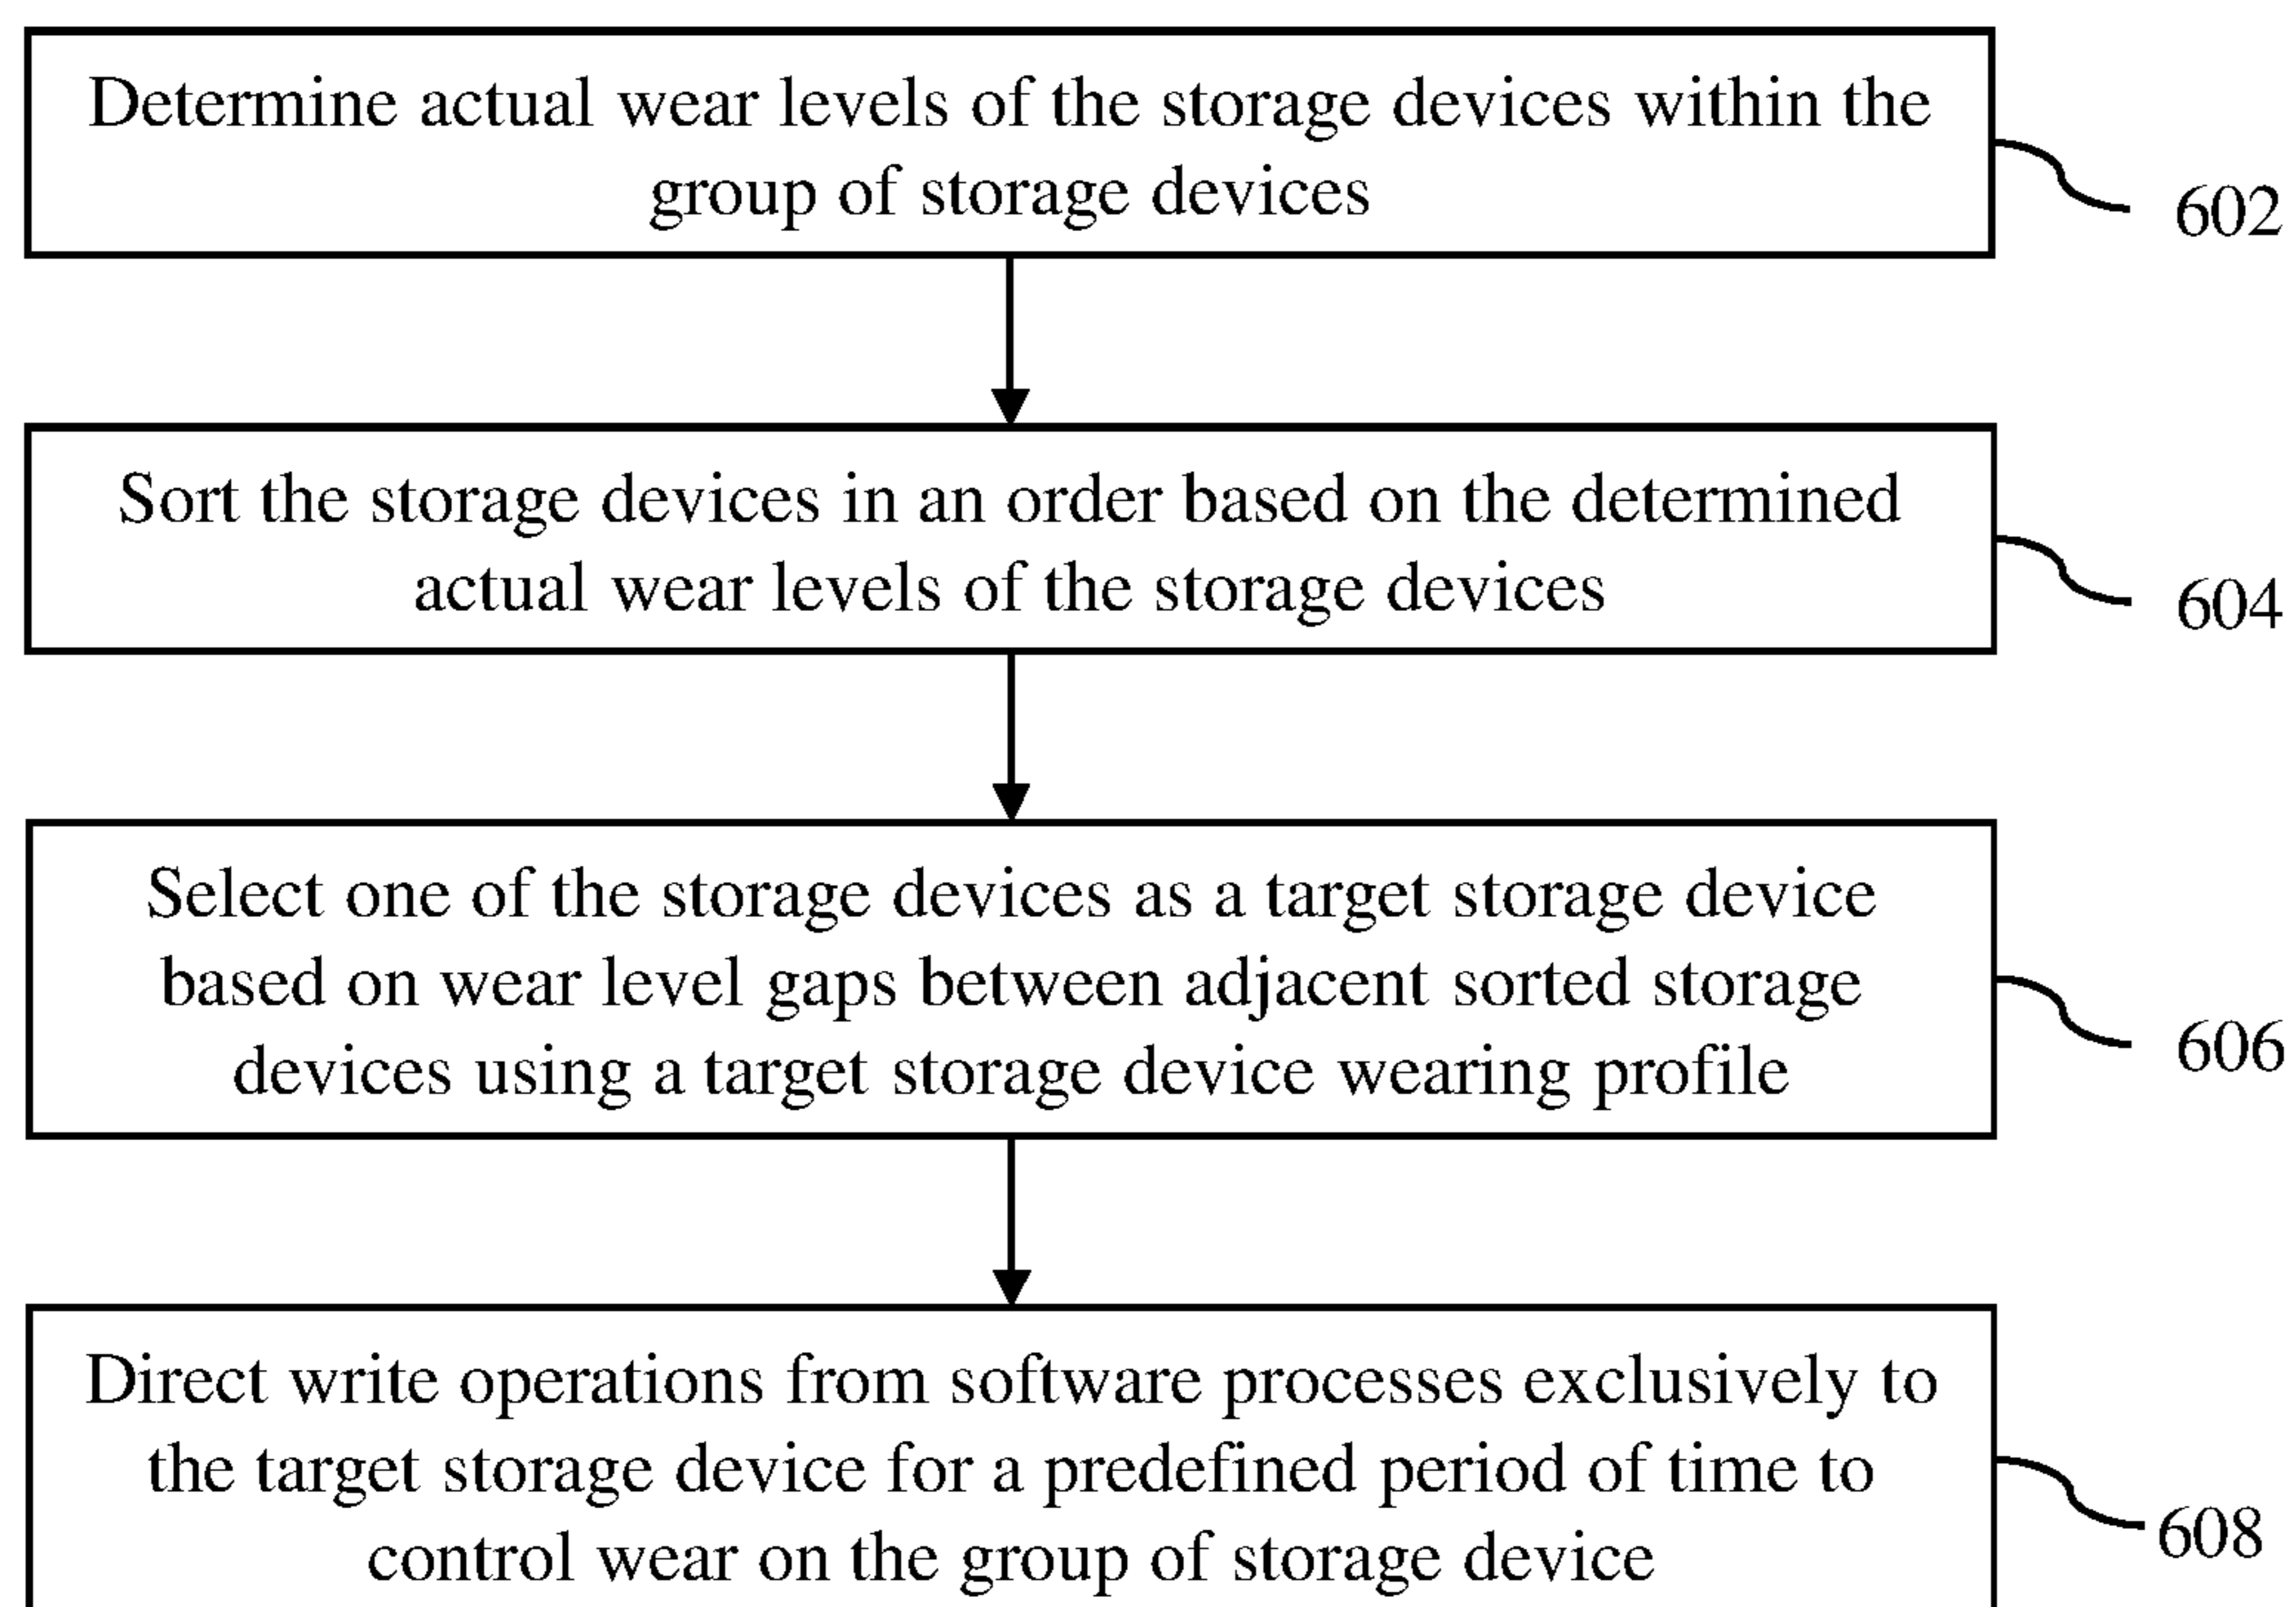 Determine actual wear levels of the storage devices within the
group of storage devices
602
Sort the storage devices in an order based on the determined
actual wear levels of the storage devices
604
Select one of the storage devices as a target storage device
based on wear level gaps between adjacent sorted storage
devices using a target storage device wearing profile
606
Direct write operations from software processes exclusively to
the target storage device for a predefined period of time to
control wear on the group of storage device
608